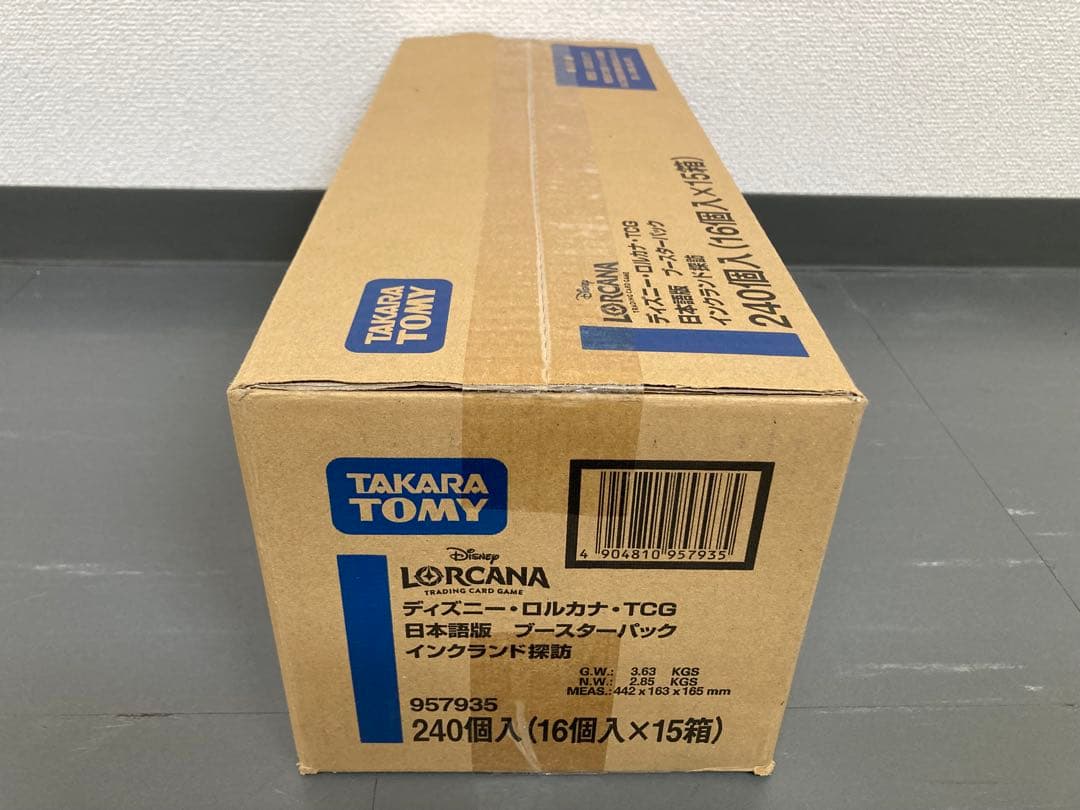 TAKARA
TOMY
Disney
LORCANA
TRADING CARD GAME
ディズニー・ロルカナ・TCG
日本語版 ブースターパック
インクランド探訪
240個入(16個入×15箱)
TAKARA
TOMY
4 904810 957935
Disney
LORCANA
TRADING CARD GAME
ディズニー・ロルカナ・TCG
日本語版 ブースターパック
インクランド探訪
G.W.: 3.63 KGS
N.W.: 2.85 KGS
MEAS.: 442 x 163 x 165 mm
957935
240個入(16個入×15箱)